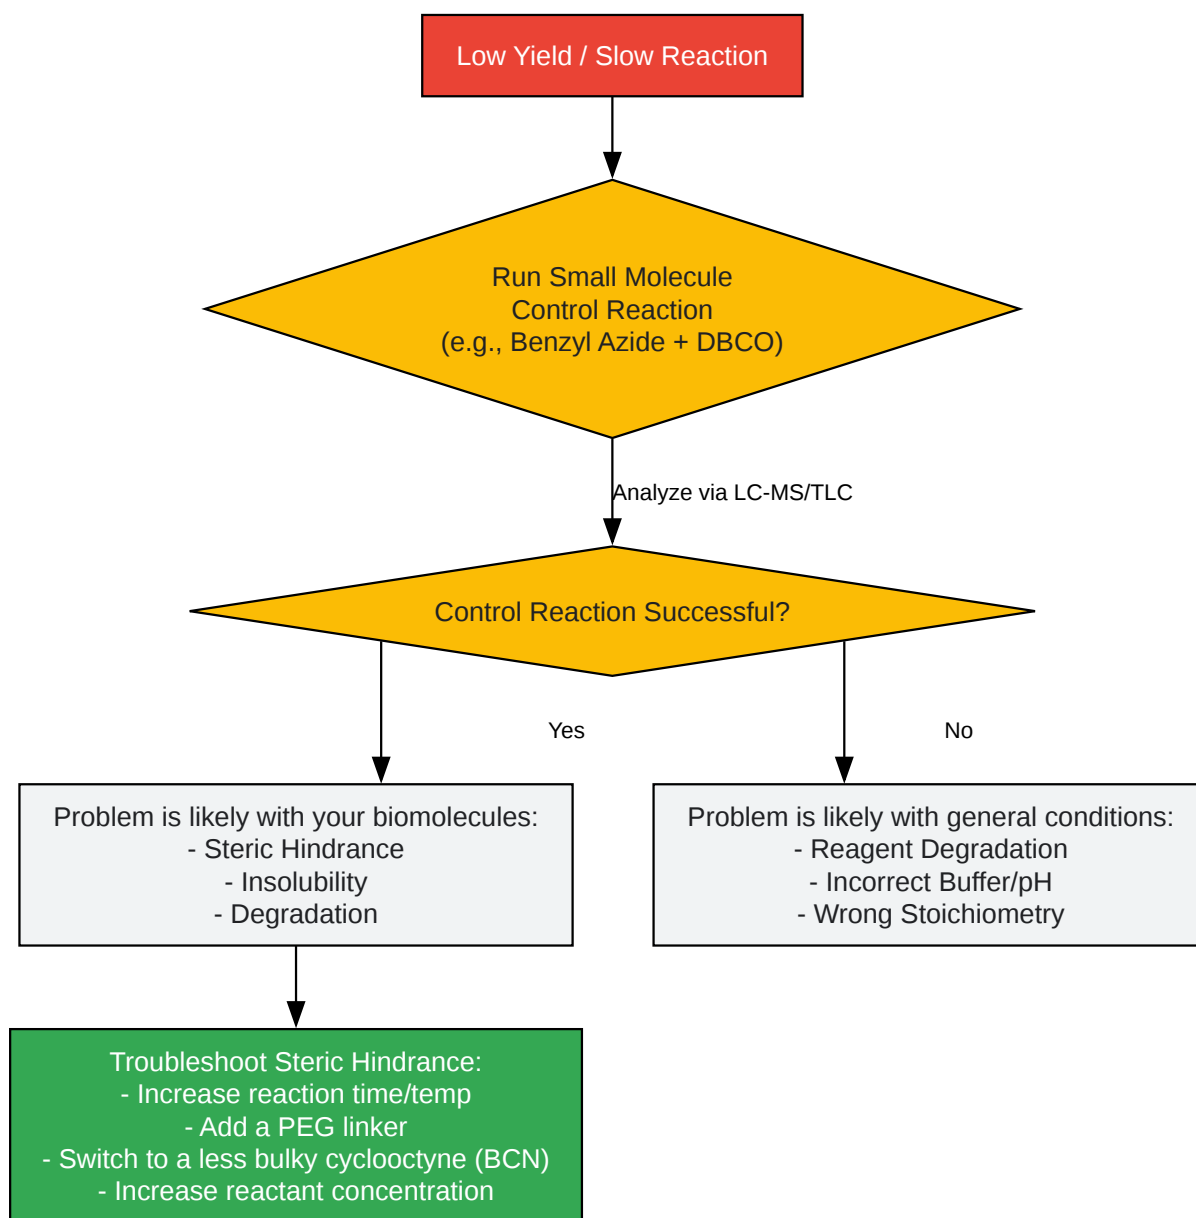 Low Yield / Slow Reaction
Run Small Molecule
Control Reaction
(e.g., Benzyl Azide + DBCO)
Analyze via LC-MS/TLC
Control Reaction Successful?
Yes
No
Problem is likely with your biomolecules:
- Steric Hindrance
- Insolubility
- Degradation
Problem is likely with general conditions:
- Reagent Degradation
- Incorrect Buffer/pH
- Wrong Stoichiometry
Troubleshoot Steric Hindrance:
- Increase reaction time/temp
- Add a PEG linker
- Switch to a less bulky cyclooctyne (BCN)
- Increase reactant concentration